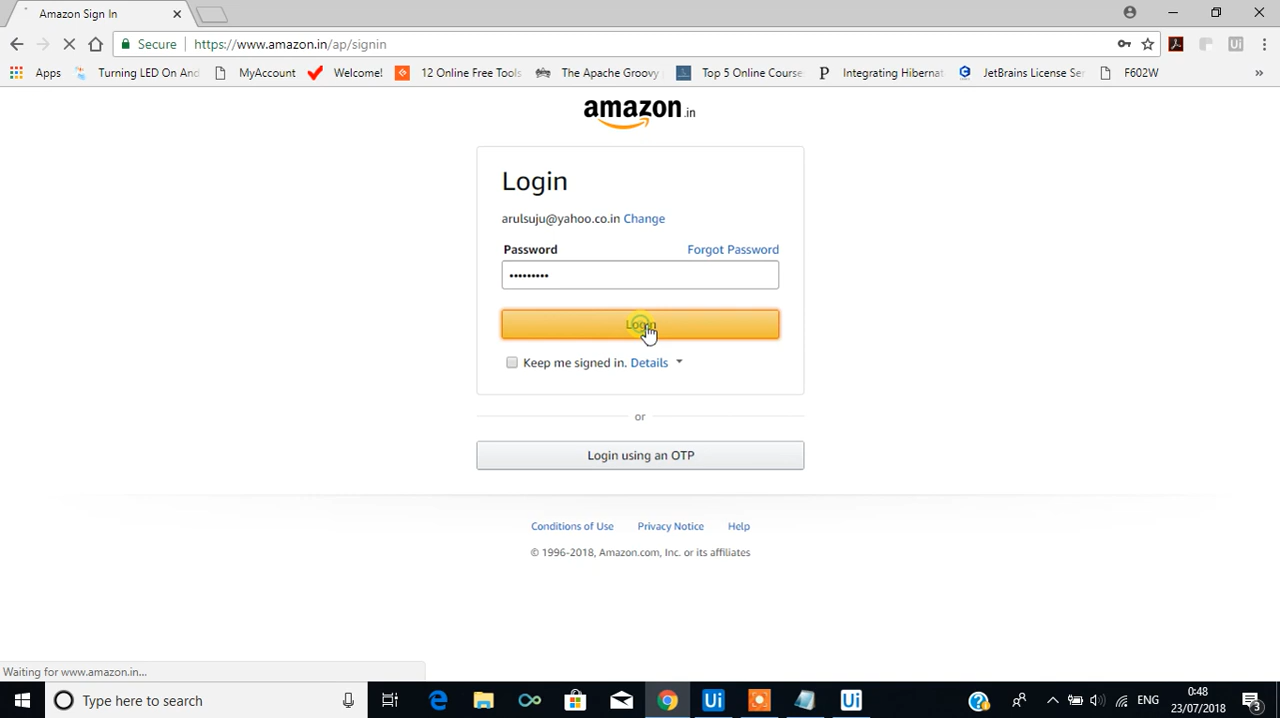 Amazon Sign In
Secure https://www.amazon.in/ap/signin
Apps Turning LED On And MyAccount Welcome! 12 Online Free Tools The Apache Groovy Top 5 Online Course Integrating Hibernat JetBrains License Ser F602W »
amazon.in
Login
arulsuju@yahoo.co.in Change
Password Forgot Password
•••••••••
Login
Keep me signed in. Details
or
Login using an OTP
Conditions of Use Privacy Notice Help
© 1996-2018, Amazon.com, Inc. or its affiliates
Waiting for www.amazon.in...
Type here to search
Ui Ui ENG 0:48
23/07/2018 3